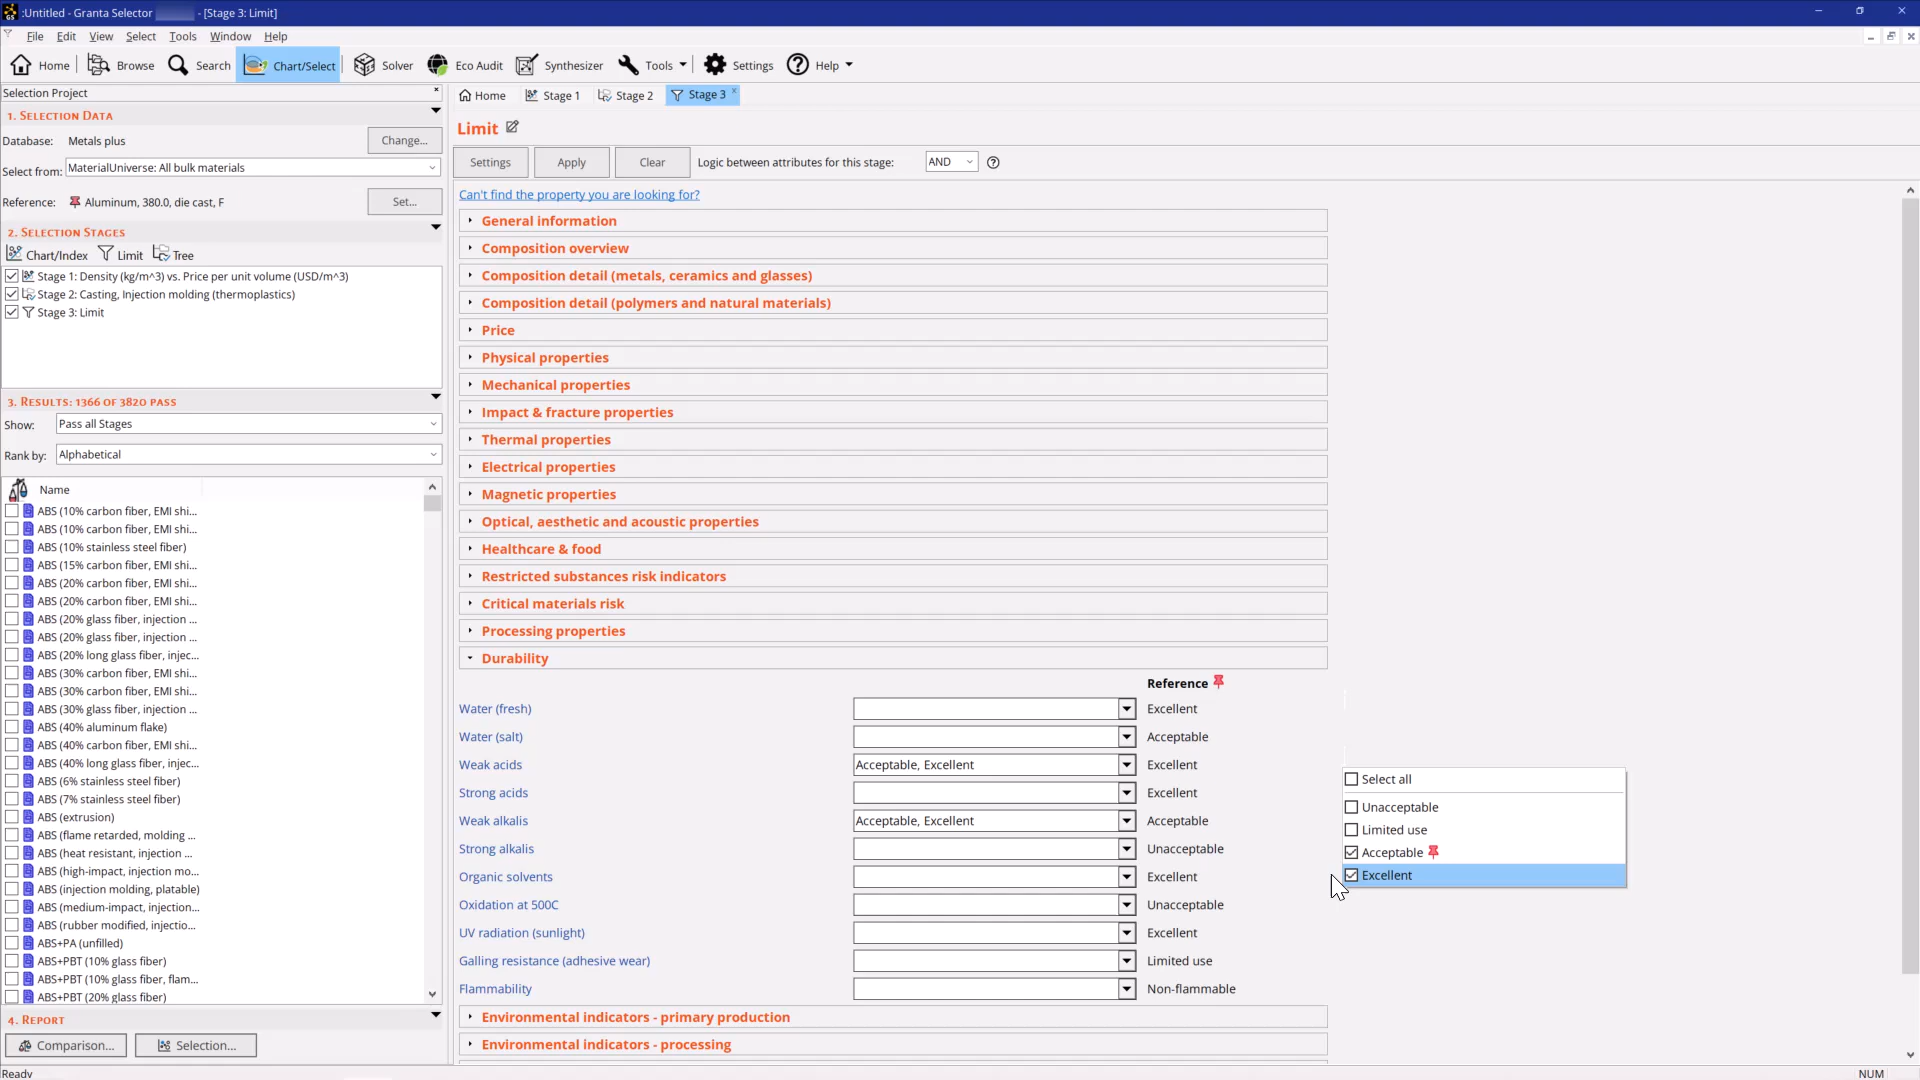 :Untitled - Granta Selector - [Stage 3: Limit]
File Edit View Select Tools Window Help
Home Browse Search Chart/Select Solver Eco Audit Synthesizer Tools Settings Help
Selection Project
1. Selection Data
Database: Metals plus Change...
Select from: MaterialUniverse: All bulk materials
Reference: Aluminum, 380.0, die cast, F Set...
2. Selection Stages
Chart/Index Limit Tree
Stage 1: Density (kg/m^3) vs. Price per unit volume (USD/m^3)
Stage 2: Casting, Injection molding (thermoplastics)
Stage 3: Limit
3. Results: 1366 of 3820 pass
Show: Pass all Stages
Rank by: Alphabetical
Name
ABS (10% carbon fiber, EMI shi...
ABS (10% carbon fiber, EMI shi...
ABS (10% stainless steel fiber)
ABS (15% carbon fiber, EMI shi...
ABS (20% carbon fiber, EMI shi...
ABS (20% carbon fiber, EMI shi...
ABS (20% glass fiber, injection ...
ABS (20% glass fiber, injection ...
ABS (20% long glass fiber, injec...
ABS (30% carbon fiber, EMI shi...
ABS (30% carbon fiber, EMI shi...
ABS (30% glass fiber, injection ...
ABS (40% aluminum flake)
ABS (40% carbon fiber, EMI shi...
ABS (40% long glass fiber, injec...
ABS (6% stainless steel fiber)
ABS (7% stainless steel fiber)
ABS (extrusion)
ABS (flame retarded, molding ...
ABS (heat resistant, injection ...
ABS (high-impact, injection mo...
ABS (injection molding, platable)
ABS (medium-impact, injection...
ABS (rubber modified, injectio...
ABS+PA (unfilled)
ABS+PBT (10% glass fiber)
ABS+PBT (10% glass fiber, flam...
ABS+PBT (20% glass fiber)
4. Report
Comparison... Selection...
Ready
Home Stage 1 Stage 2 Stage 3
Limit
Settings Apply Clear Logic between attributes for this stage: AND
Can't find the property you are looking for?
General information
Composition overview
Composition detail (metals, ceramics and glasses)
Composition detail (polymers and natural materials)
Price
Physical properties
Mechanical properties
Impact & fracture properties
Thermal properties
Electrical properties
Magnetic properties
Optical, aesthetic and acoustic properties
Healthcare & food
Restricted substances risk indicators
Critical materials risk
Processing properties
Durability
Reference
Water (fresh) Excellent
Water (salt) Acceptable
Weak acids Acceptable, Excellent Excellent
Strong acids Excellent
Weak alkalis Acceptable, Excellent Acceptable
Strong alkalis Unacceptable
Organic solvents Excellent
Oxidation at 500C Unacceptable
UV radiation (sunlight) Excellent
Galling resistance (adhesive wear) Limited use
Flammability Non-flammable
Environmental indicators - primary production
Environmental indicators - processing
Select all
Unacceptable
Limited use
Acceptable
Excellent
NUM